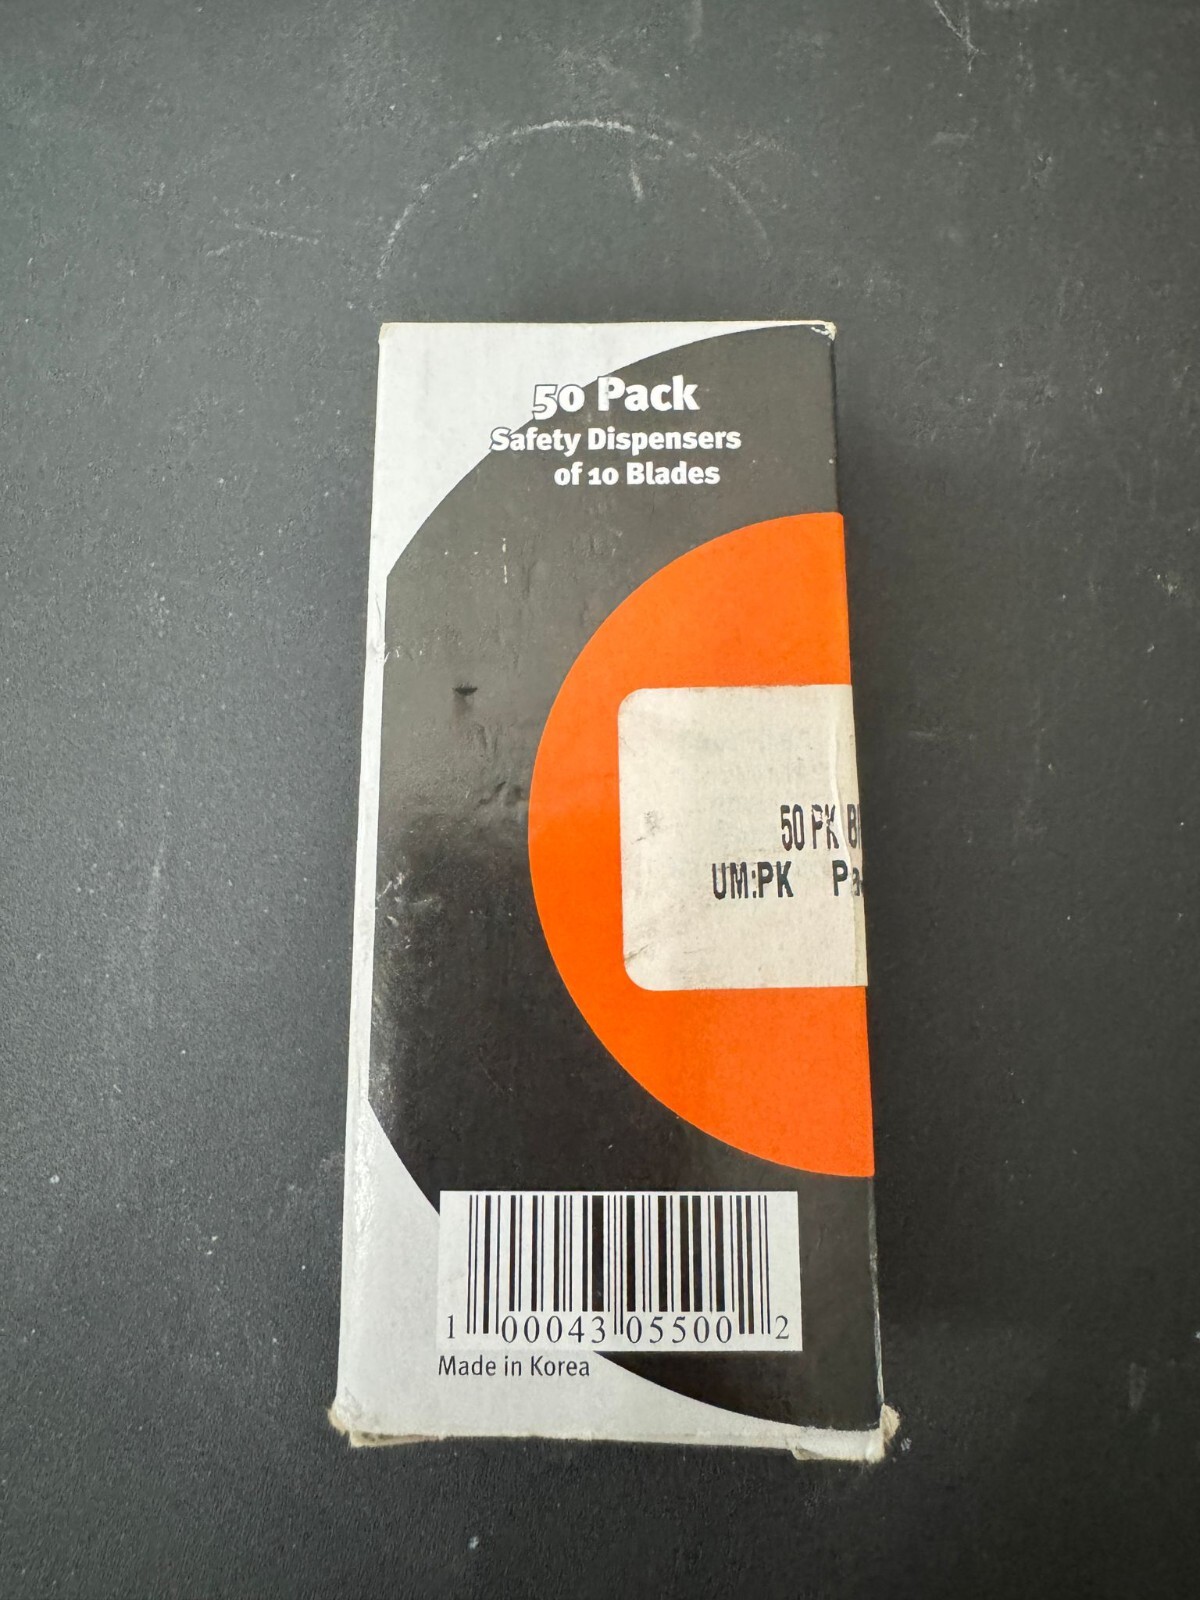 50 Pack
Safety Dispensers
of 10 Blades
50 PK
UM:PK
1 00043 05500 2
Made in Korea